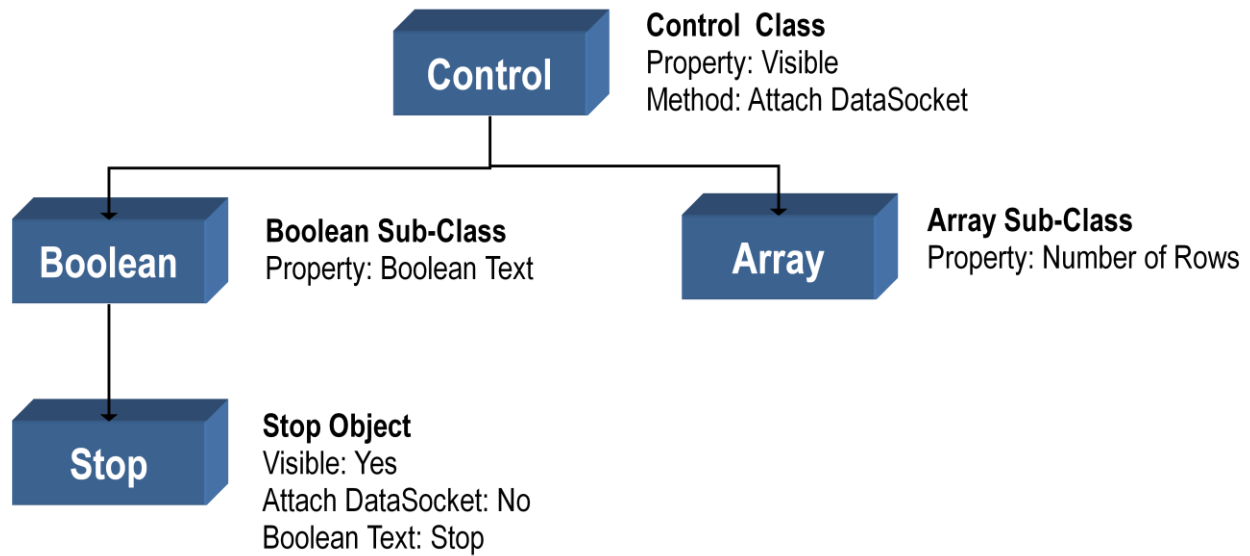 Control
Control Class
Property: Visible
Method: Attach DataSocket
Boolean
Boolean Sub-Class
Property: Boolean Text
Array
Array Sub-Class
Property: Number of Rows
Stop
Stop Object
Visible: Yes
Attach DataSocket: No
Boolean Text: Stop